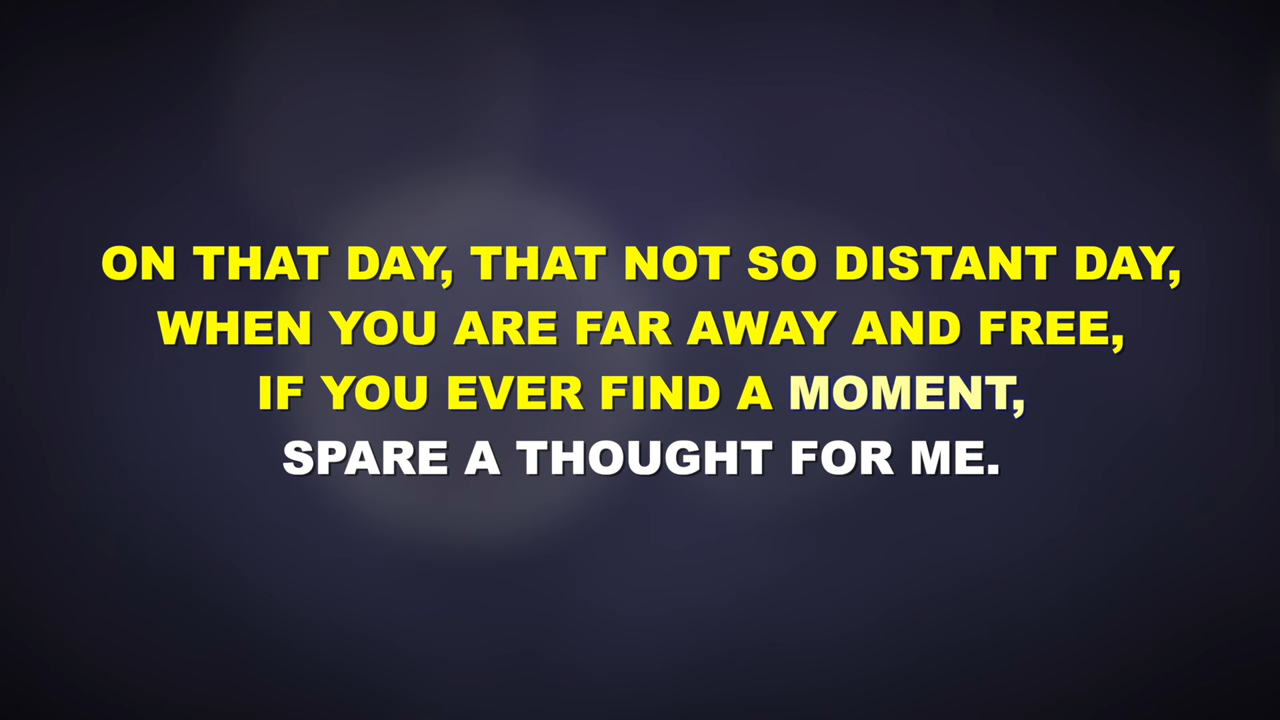 ON THAT DAY, THAT NOT SO DISTANT DAY,
WHEN YOU ARE FAR AWAY AND FREE,
IF YOU EVER FIND A MOMENT,
SPARE A THOUGHT FOR ME.